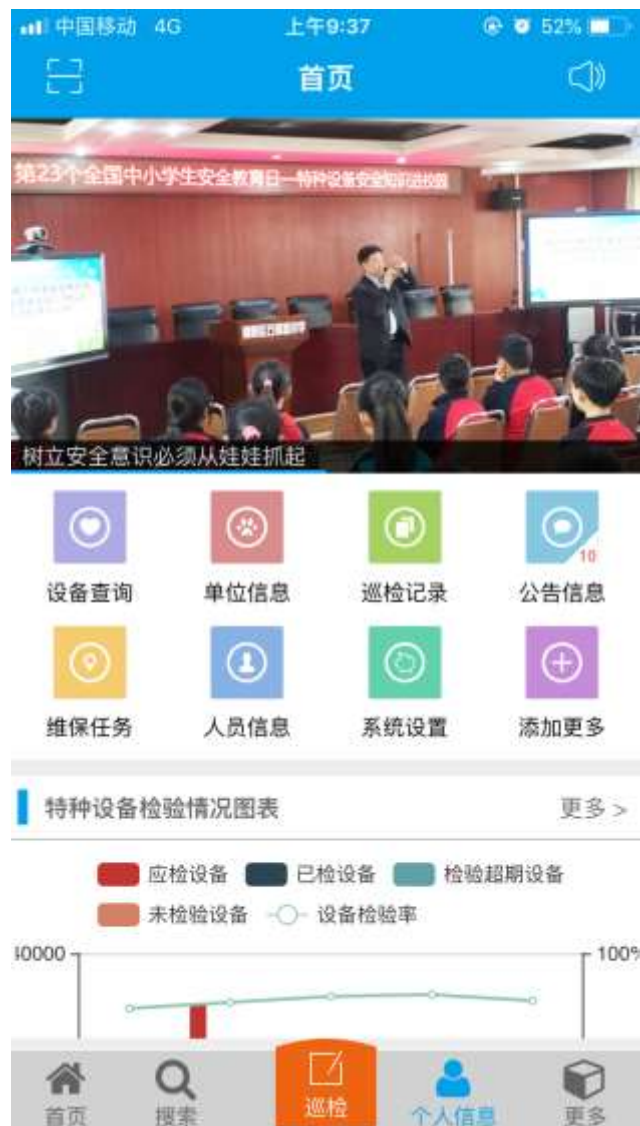 中国移动 4G 上午9:37 52%
首页
第23个全国中小学生安全教育日—特种设备安全知识进校园
树立安全意识必须从娃娃抓起
设备查询 单位信息 巡检记录 公告信息
10
维保任务 人员信息 系统设置 添加更多
特种设备检验情况图表 更多 >
应检设备 已检设备 检验超期设备
未检验设备 设备检验率
0000 100%
首页 搜索 巡检 个人信息 更多